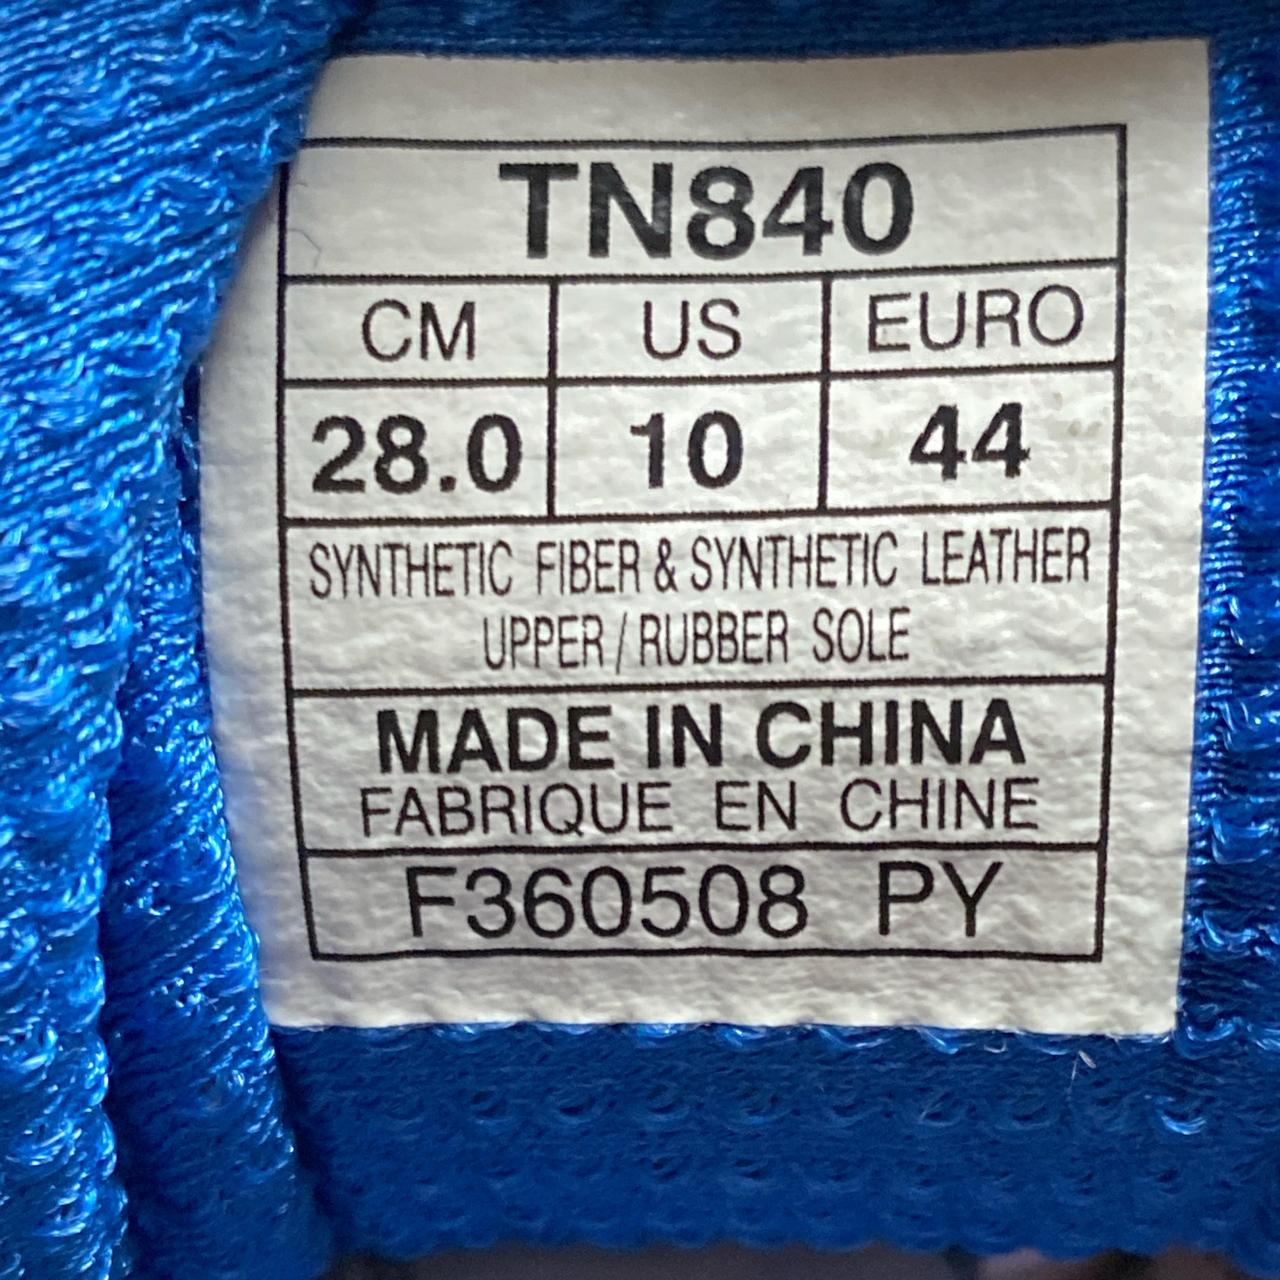 TN840
CM US EURO
28.0 10 44
SYNTHETIC FIBER & SYNTHETIC LEATHER
UPPER / RUBBER SOLE
MADE IN CHINA
FABRIQUE EN CHINE
F360508 PY